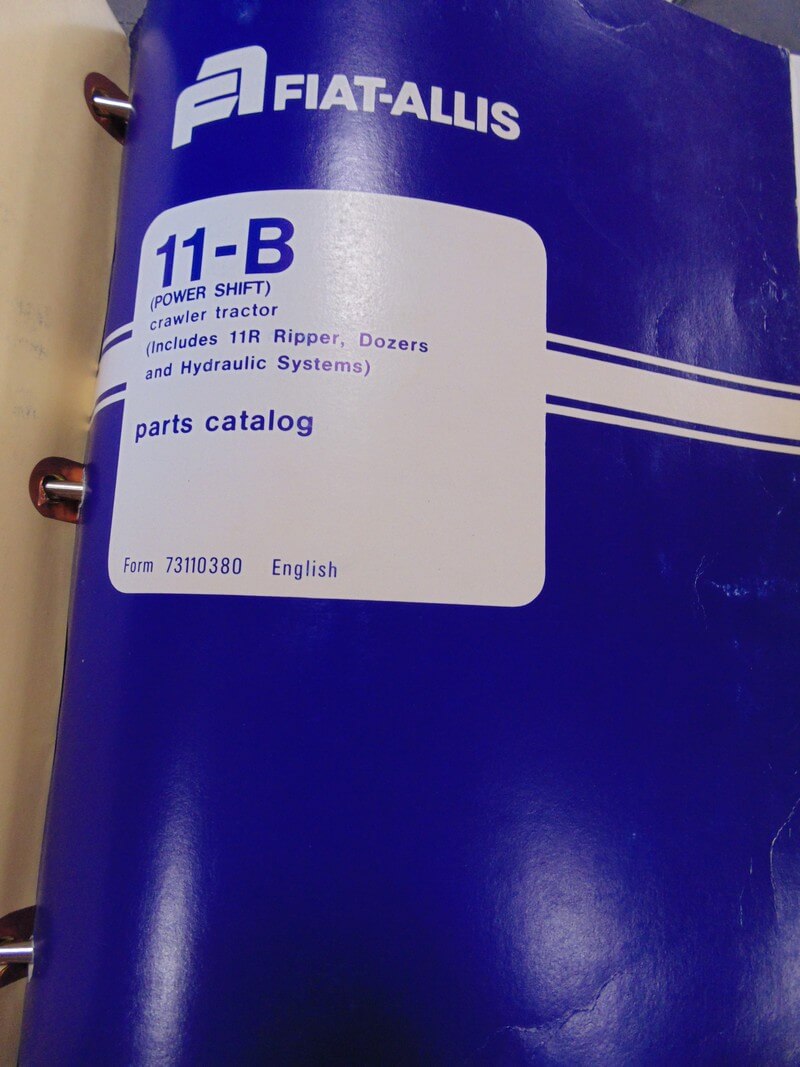 FIAT-ALLIS
11-B
(POWER SHIFT)
crawler tractor
(Includes 11R Ripper, Dozers
and Hydraulic Systems)
parts catalog
Form 73110380 English